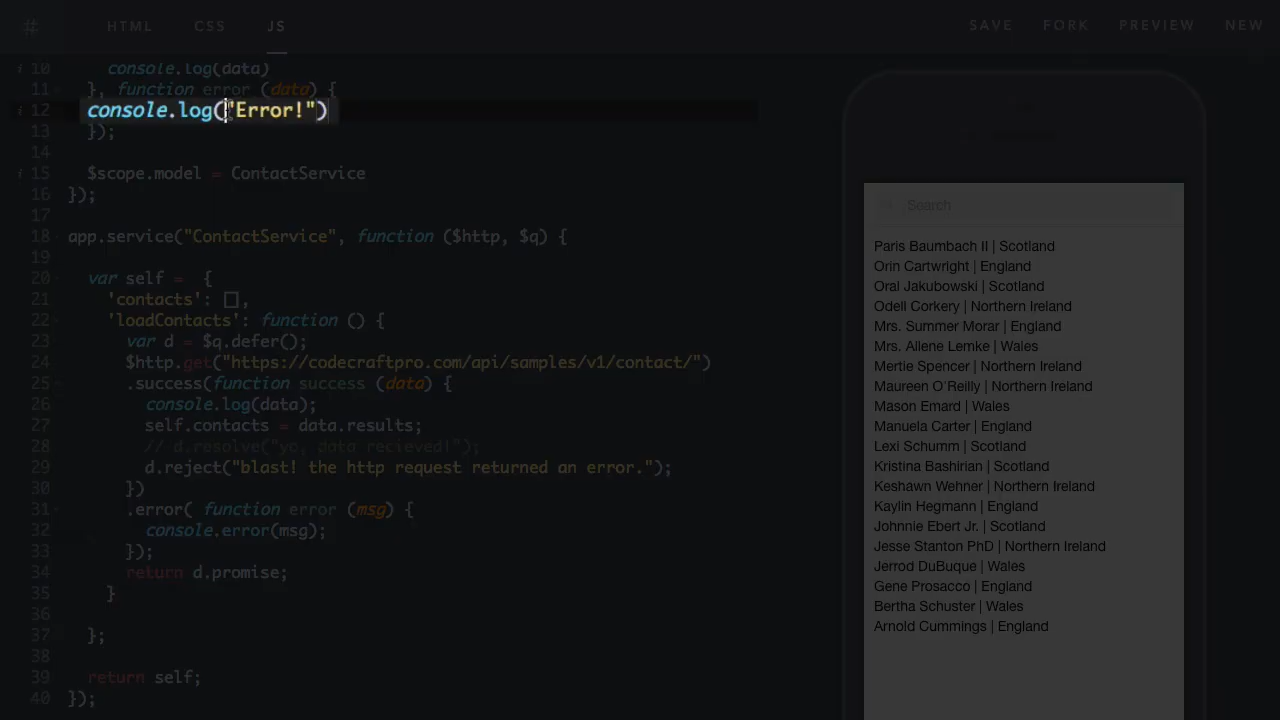 # HTML CSS JS SAVE FORK PREVIEW NEW
i 10 console.log(data)
11 }, function error (data) {
i 12 console.log("Error!")
13 });
14
i 15 $scope.model = ContactService
16 });
17
18 app.service("ContactService", function ($http, $q) {
19
20 var self = {
21 'contacts': [],
22 'loadContacts': function () {
23 var d = $q.defer();
24 $http.get("https://codecraftpro.com/api/samples/v1/contact/")
25 .success(function success (data) {
26 console.log(data);
27 self.contacts = data.results;
28 // d.resolve("yo, data recieved!");
29 d.reject("blast! the http request returned an error.");
30 })
31 .error( function error (msg) {
32 console.error(msg);
33 });
34 return d.promise;
35 }
36
37 };
38
39 return self;
40 });
Search
Paris Baumbach II | Scotland
Orin Cartwright | England
Oral Jakubowski | Scotland
Odell Corkery | Northern Ireland
Mrs. Summer Morar | England
Mrs. Allene Lemke | Wales
Mertie Spencer | Northern Ireland
Maureen O'Reilly | Northern Ireland
Mason Emard | Wales
Manuela Carter | England
Lexi Schumm | Scotland
Kristina Bashirian | Scotland
Keshawn Wehner | Northern Ireland
Kaylin Hegmann | England
Johnnie Ebert Jr. | Scotland
Jesse Stanton PhD | Northern Ireland
Jerrod DuBuque | Wales
Gene Prosacco | England
Bertha Schuster | Wales
Arnold Cummings | England